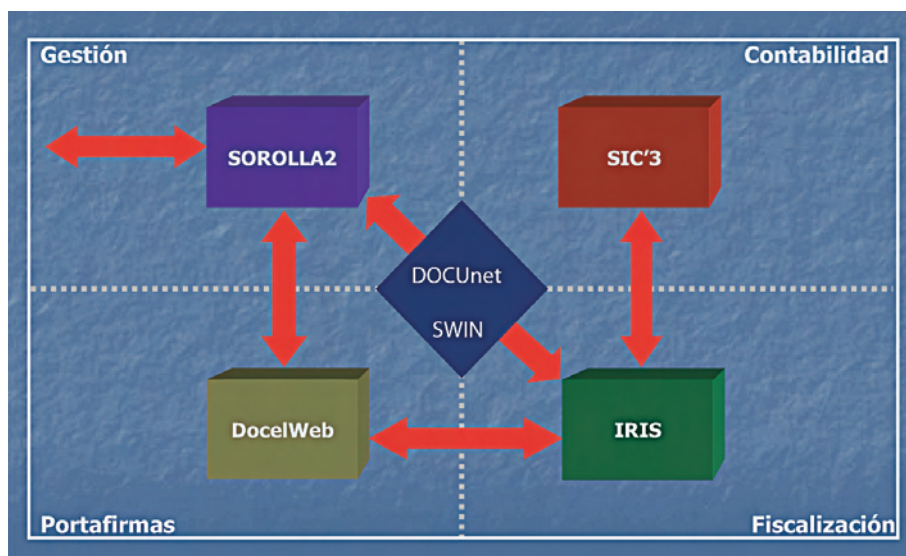 Gestión
Contabilidad
SOROLLA2
SIC'3
DOCUnet
SWIN
DocelWeb
IRIS
Portafirmas
Fiscalización